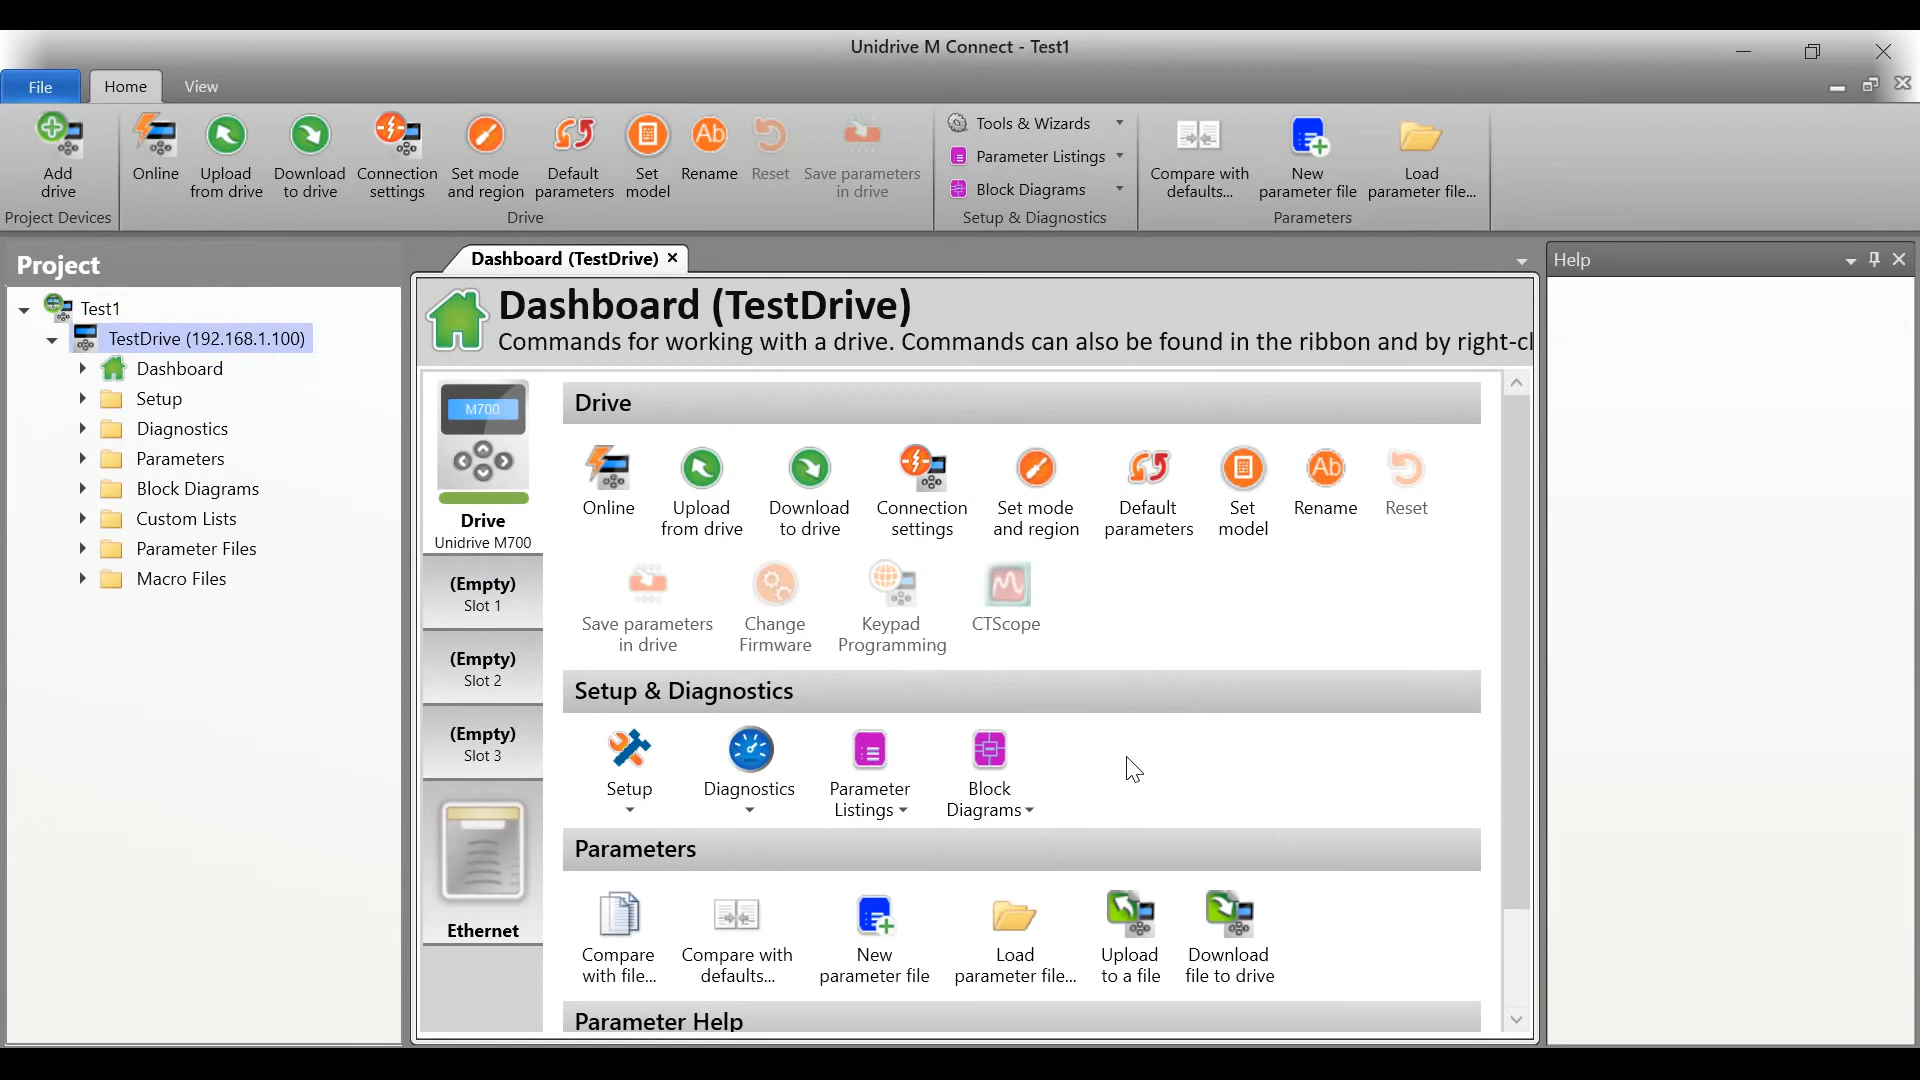 Unidrive M Connect - Test1
File
Home
View
Add
drive
Online
Upload
from drive
Download
to drive
Connection
settings
Set mode
and region
Default
parameters
Set
model
Rename
Reset
Save parameters
in drive
Tools & Wizards
Parameter Listings
Block Diagrams
Compare with
defaults...
New
parameter file
Load
parameter file...
Project Devices
Drive
Setup & Diagnostics
Parameters
Project
Test1
TestDrive (192.168.1.100)
Dashboard
Setup
Diagnostics
Parameters
Block Diagrams
Custom Lists
Parameter Files
Macro Files
Dashboard (TestDrive)
Dashboard (TestDrive)
Commands for working with a drive. Commands can also be found in the ribbon and by right-cl
M700
Drive
Unidrive M700
(Empty)
Slot 1
(Empty)
Slot 2
(Empty)
Slot 3
Ethernet
Drive
Online
Upload
from drive
Download
to drive
Connection
settings
Set mode
and region
Default
parameters
Set
model
Ab
Rename
Reset
Save parameters
in drive
Change
Firmware
Keypad
Programming
CTScope
Setup & Diagnostics
Setup
Diagnostics
Parameter
Listings
Block
Diagrams
Parameters
Compare
with file...
Compare with
defaults...
New
parameter file
Load
parameter file...
Upload
to a file
Download
file to drive
Parameter Help
Help